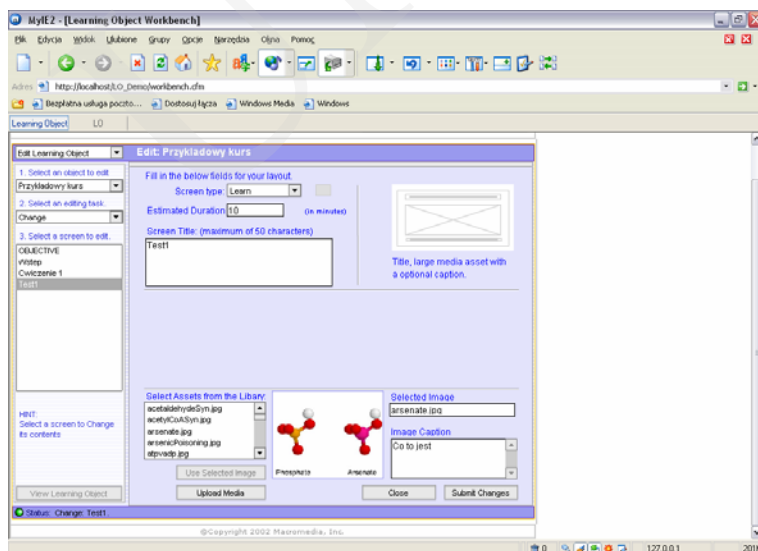 MyIE2 - [Learning Object Workbench]
Plik Edycja Widok Ulubione Grupy Opcje Narzędzia Okna Pomoc
Adres http://localhost/LO_Demo/workbench.cfm
Bezpłatna usługa poczto... Dostosuj łącza Windows Media Windows
Learning Object LO
Edit Learning Object
Edit: Przykladowy kurs
1. Select an object to edit
Przykladowy kurs
2. Select an editing task.
Change
3. Select a screen to edit.
OBJECTIVE
Wstep
Cwiczenie 1
Test1
HINT:
Select a screen to Change
its contents
View Learning Object
Fill in the below fields for your layout.
Screen type: Learn
Estimated Duration 10 (in minutes)
Screen Title: (maximum of 50 characters)
Test1
Title, large media asset with
a optional caption.
Select Assets from the Libary
acetaldehydeSyn.jpg
acetylCoASyn.jpg
arsenate.jpg
arsenicPoisoning.jpg
atpvadp.jpg
Use Selected Image
Upload Media
Phosphate Arsenate
Selected Image
arsenate.jpg
Image Caption
Co to jest
Close Submit Changes
Status: Change: Test1.
©Copyright 2002 Macromedia, Inc.
0 127.0.0.1